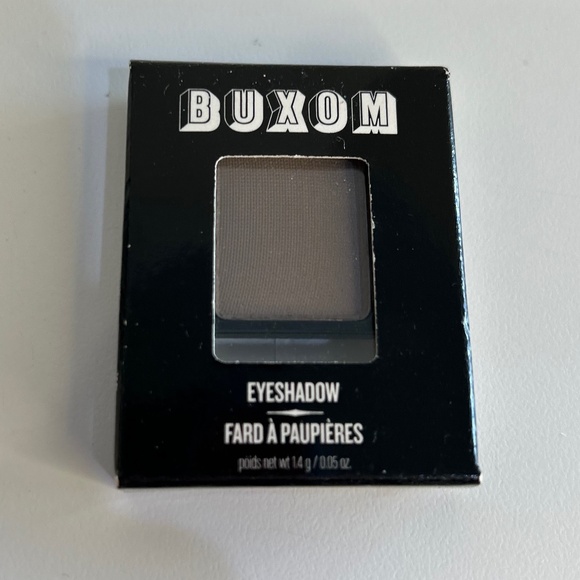 BUXOM
EYESHADOW
FARD À PAUPIÈRES
poids net wt 1.4 g / 0.05 oz.